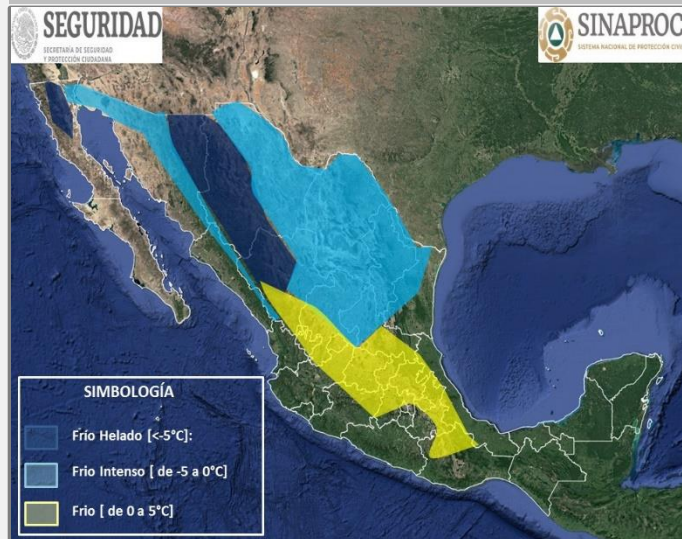 SEGURIDAD
SECRETARÍA DE SEGURIDAD
Y PROTECCIÓN CIUDADANA
SINAPROC
SISTEMA NACIONAL DE PROTECCIÓN CIVIL
SIMBOLOGÍA
Frío Helado [<-5°C]:
Frio Intenso [ de -5 a 0°C]
Frio [ de 0 a 5°C]